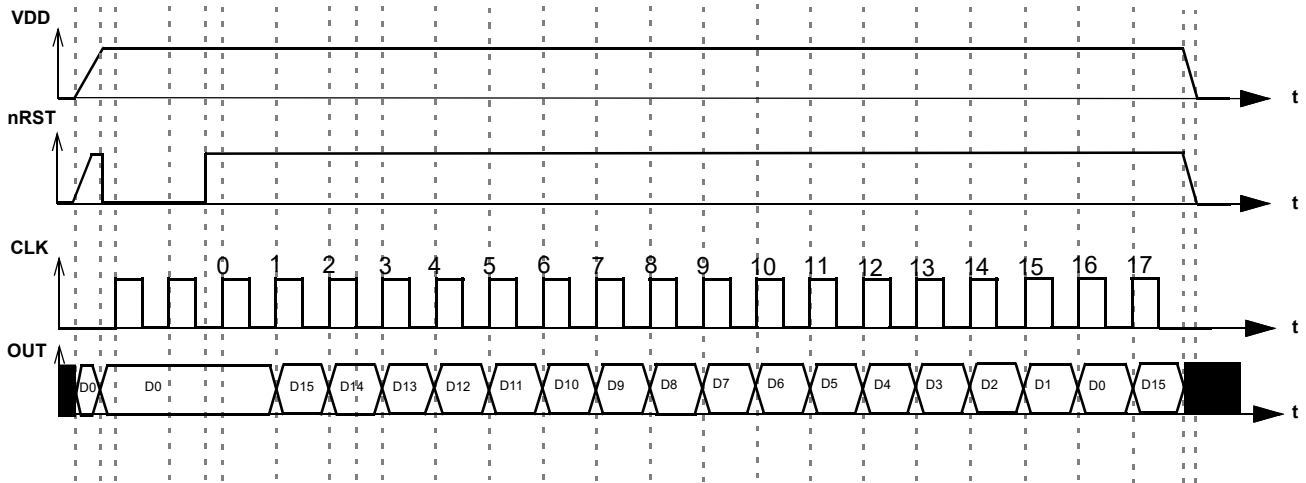 VDD
t
nRST
t
CLK
0 1 2 3 4 5 6 7 8 9 10 11 12 13 14 15 16 17
t
OUT
D0 D0 D15 D14 D13 D12 D11 D10 D9 D8 D7 D6 D5 D4 D3 D2 D1 D0 D15
t